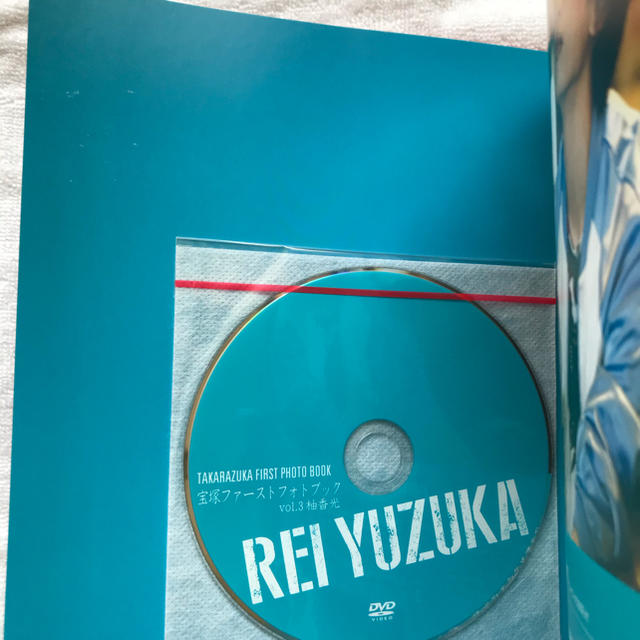 TAKARAZUKA FIRST PHOTO BOOK
宝塚ファーストフォトブック
vol.3 柚香光
REI YUZUKA
DVD
VIDEO